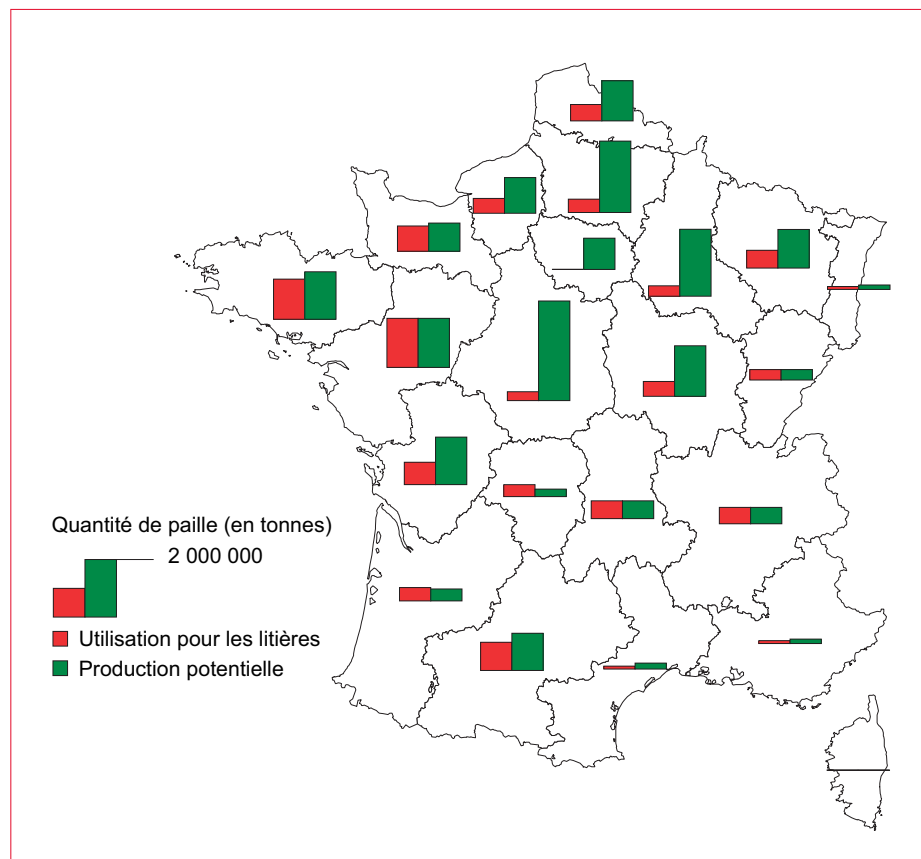 Quantité de paille (en tonnes)
2 000 000
Utilisation pour les litières
Production potentielle